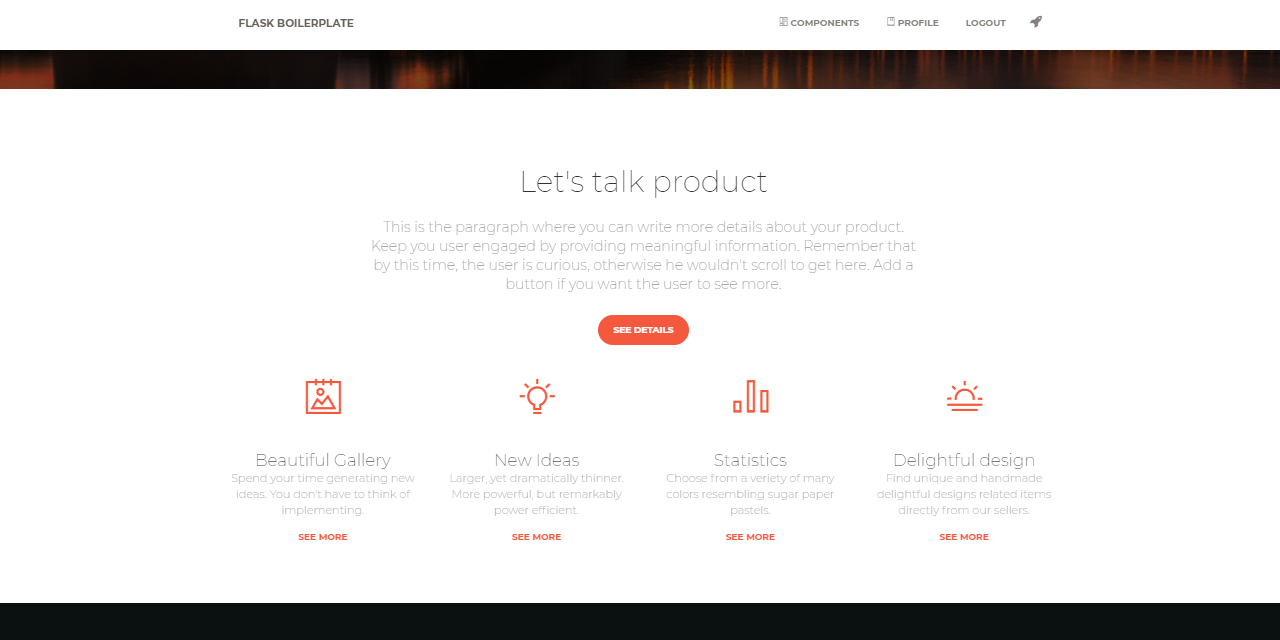 FLASK BOILERPLATE
COMPONENTS
PROFILE
LOGOUT
Let's talk product
This is the paragraph where you can write more details about your product.
Keep you user engaged by providing meaningful information. Remember that
by this time, the user is curious, otherwise he wouldn't scroll to get here. Add a
button if you want the user to see more.
SEE DETAILS
Beautiful Gallery
Spend your time generating new
ideas. You don't have to think of
implementing.
SEE MORE
New Ideas
Larger, yet dramatically thinner.
More powerful, but remarkably
power efficient.
SEE MORE
Statistics
Choose from a veriety of many
colors resembling sugar paper
pastels.
SEE MORE
Delightful design
Find unique and handmade
delightful designs related items
directly from our sellers.
SEE MORE